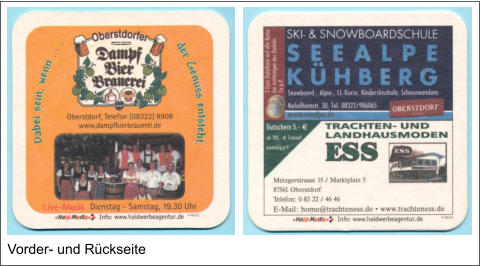 Oberstdorfer
Dampf
Bier
Brauerei
Dabei sein, wenn ... der Genuss entsteht
Oberstdorf, Telefon (08322) 8908
www.dampfbierbrauerei.de
Live-Musik Dienstag - Samstag, 19.30 Uhr
Haid-Media Info: www.haidwerbeagentur.de
SKI- & SNOWBOARDSCHULE
SEEALPE
KÜHBERG
Snowboard-, Alpin-, LL-Kurse, Kinderskischule, Schneewandern
Nebelhornstr. 30, Tel. 08322/986065
OBERSTDORF
Gutschein 5,- €
TRACHTEN- UND
LANDHAUSMODEN
ESS
Metzgerstrasse 15 / Marktplatz 5
87561 Oberstdorf
Telefon: 0 83 22 / 46 46
E-Mail: home@trachteness.de • www.trachteness.de
Haid-Media Info: www.haidwerbeagentur.de
Vorder- und Rückseite